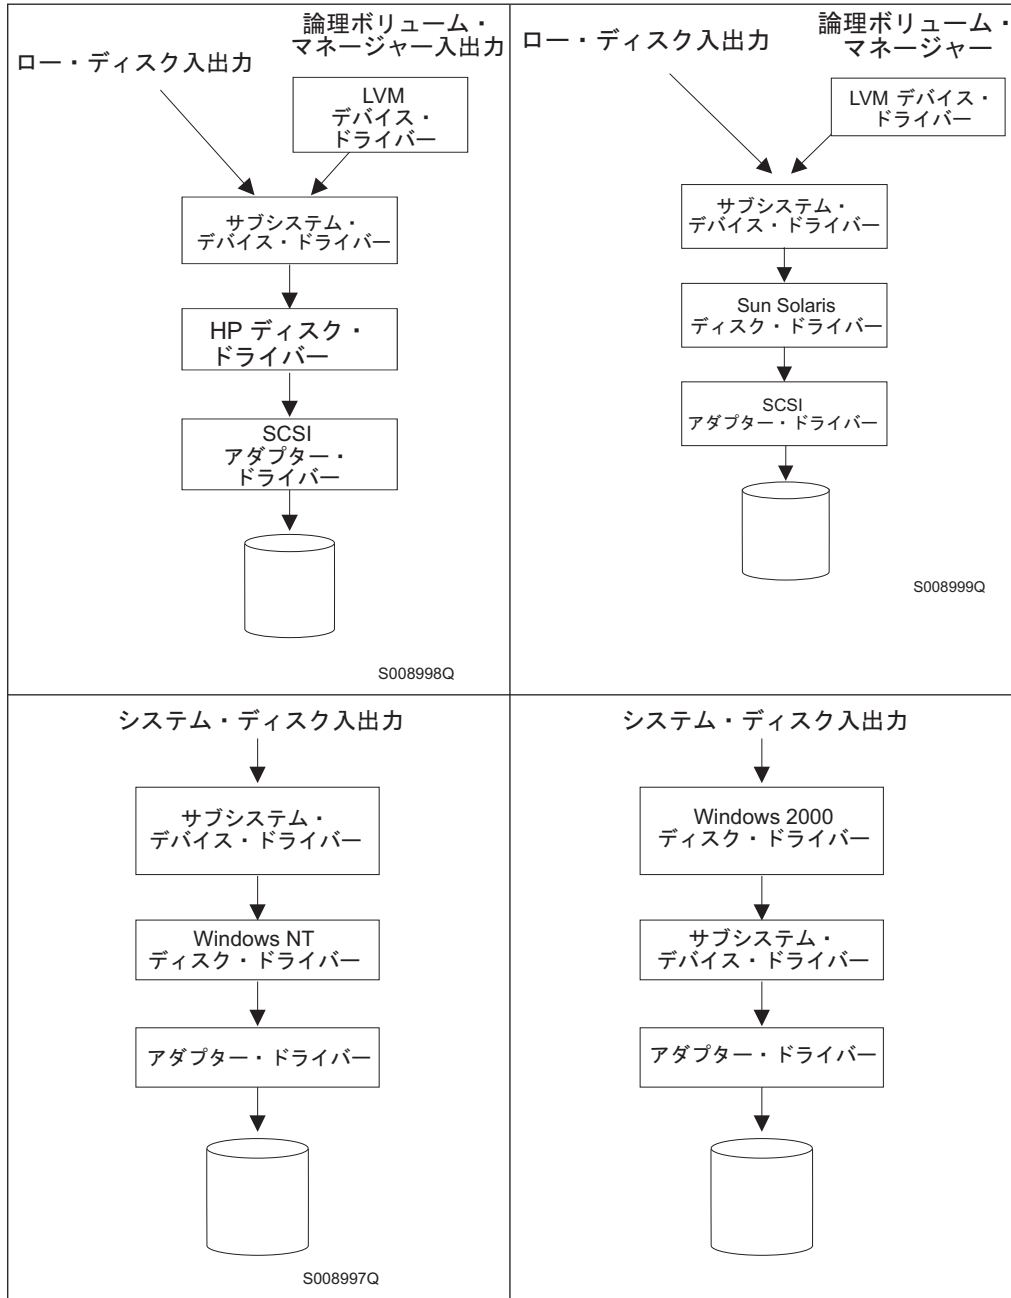 論理ボリューム・
マネージャー入出力
ロー・ディスク入出力
LVM
デバイス・
ドライバー
サブシステム・
デバイス・ドライバー
HP ディスク・
ドライバー
SCSI
アダプター・
ドライバー
S008998Q
論理ボリューム・
マネージャー
ロー・ディスク入出力
LVM デバイス・
ドライバー
サブシステム・
デバイス・ドライバー
Sun Solaris
ディスク・ドライバー
SCSI
アダプター・ドライバー
S008999Q
システム・ディスク入出力
サブシステム・
デバイス・ドライバー
Windows NT
ディスク・ドライバー
アダプター・ドライバー
S008997Q
システム・ディスク入出力
Windows 2000
ディスク・ドライバー
サブシステム・
デバイス・ドライバー
アダプター・ドライバー